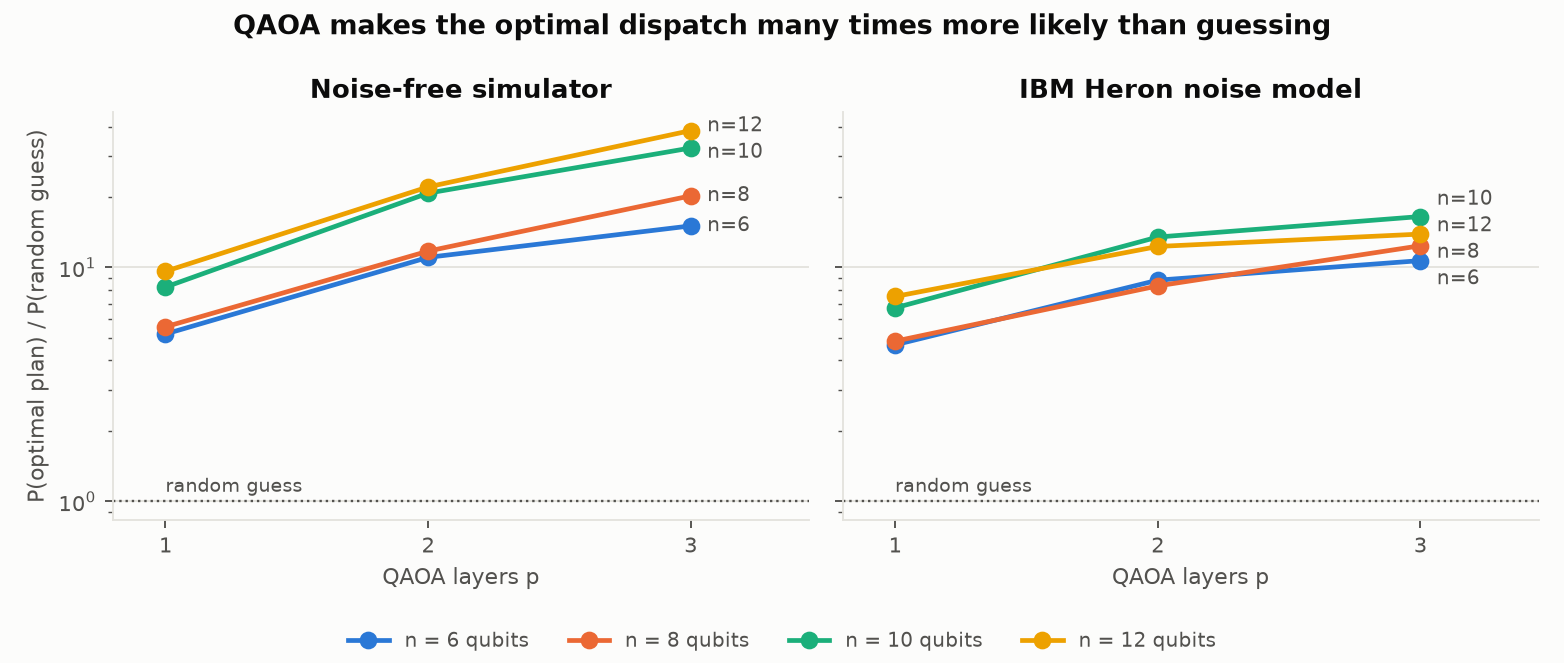 QAOA makes the optimal dispatch many times more likely than guessing
Noise-free simulator
P(optimal plan) / P(random guess)
10¹
10⁰
n=12
n=10
n=8
n=6
random guess
1
2
3
QAOA layers p
IBM Heron noise model
n=10
n=12
n=8
n=6
random guess
1
2
3
QAOA layers p
n = 6 qubits
n = 8 qubits
n = 10 qubits
n = 12 qubits